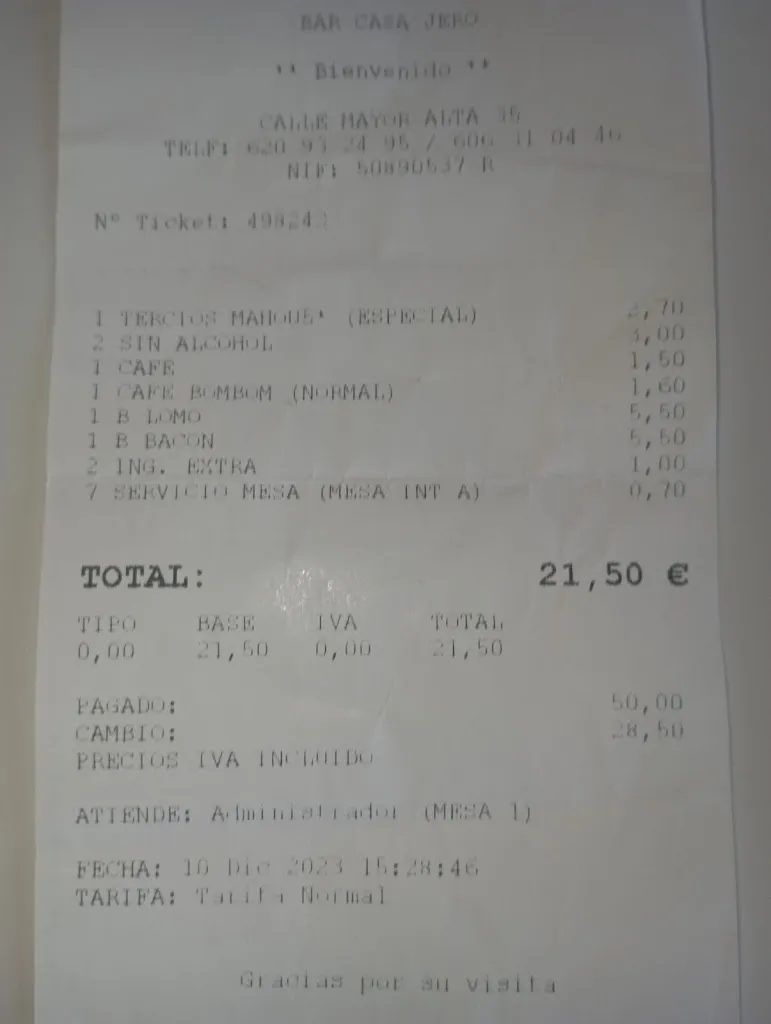 BAR CASA JERO
** Bienvenido **
CALLE MAYOR ALTA 35
TELF: 620 93 24 95 / 606 31 04 46
NIF: 50890537 R
Nº Ticket: 498242
1 TERCIOS MAHOU5* (ESPECIAL) 2,70
2 SIN ALCOHOL 3,00
1 CAFE 1,50
1 CAFE BOMBOM (NORMAL) 1,60
1 B LOMO 5,50
1 B BACON 5,50
2 ING. EXTRA 1,00
7 SERVICIO MESA (MESA INT A) 0,70
TOTAL: 21,50 €
TIPO BASE IVA TOTAL
0,00 21,50 0,00 21,50
PAGADO: 50,00
CAMBIO: 28,50
PRECIOS IVA INCLUIDO
ATIENDE: Administrador (MESA 1)
FECHA: 10 Dic 2023 15:28:46
TARIFA: Tarifa Normal
Gracias por su visita